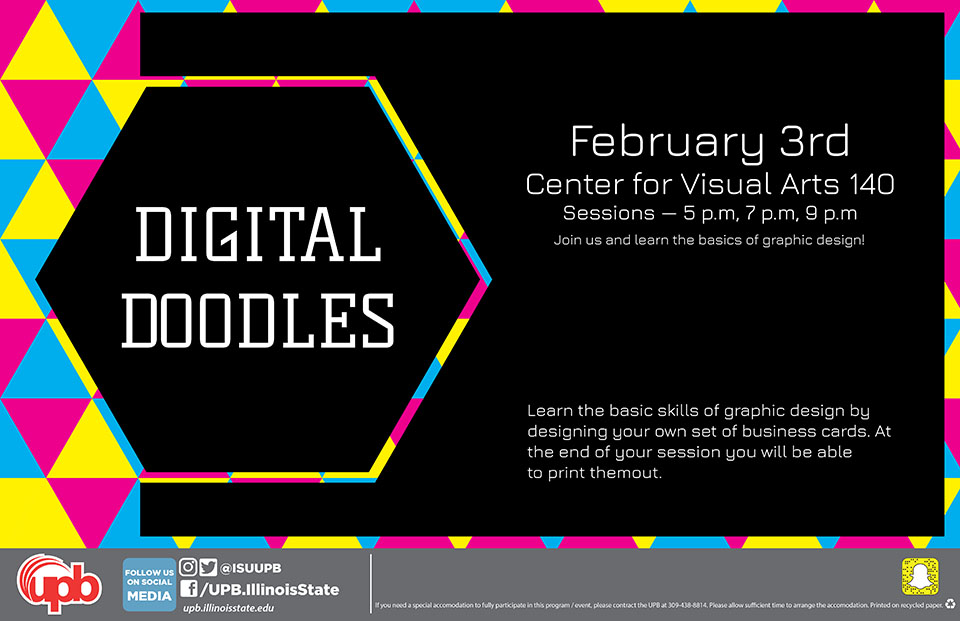 DIGITAL
DOODLES
February 3rd
Center for Visual Arts 140
Sessions — 5 p.m, 7 p.m, 9 p.m
Join us and learn the basics of graphic design!
Learn the basic skills of graphic design by
designing your own set of business cards. At
the end of your session you will be able
to print themout.
upb
FOLLOW US
ON SOCIAL
MEDIA
@ISUUPB
/UPB.IllinoisState
upb.illinoisstate.edu
If you need a special accomodation to fully participate in this program / event, please contract the UPB at 309-438-8814. Please allow sufficient time to arrange the accomodation. Printed on recycled paper.